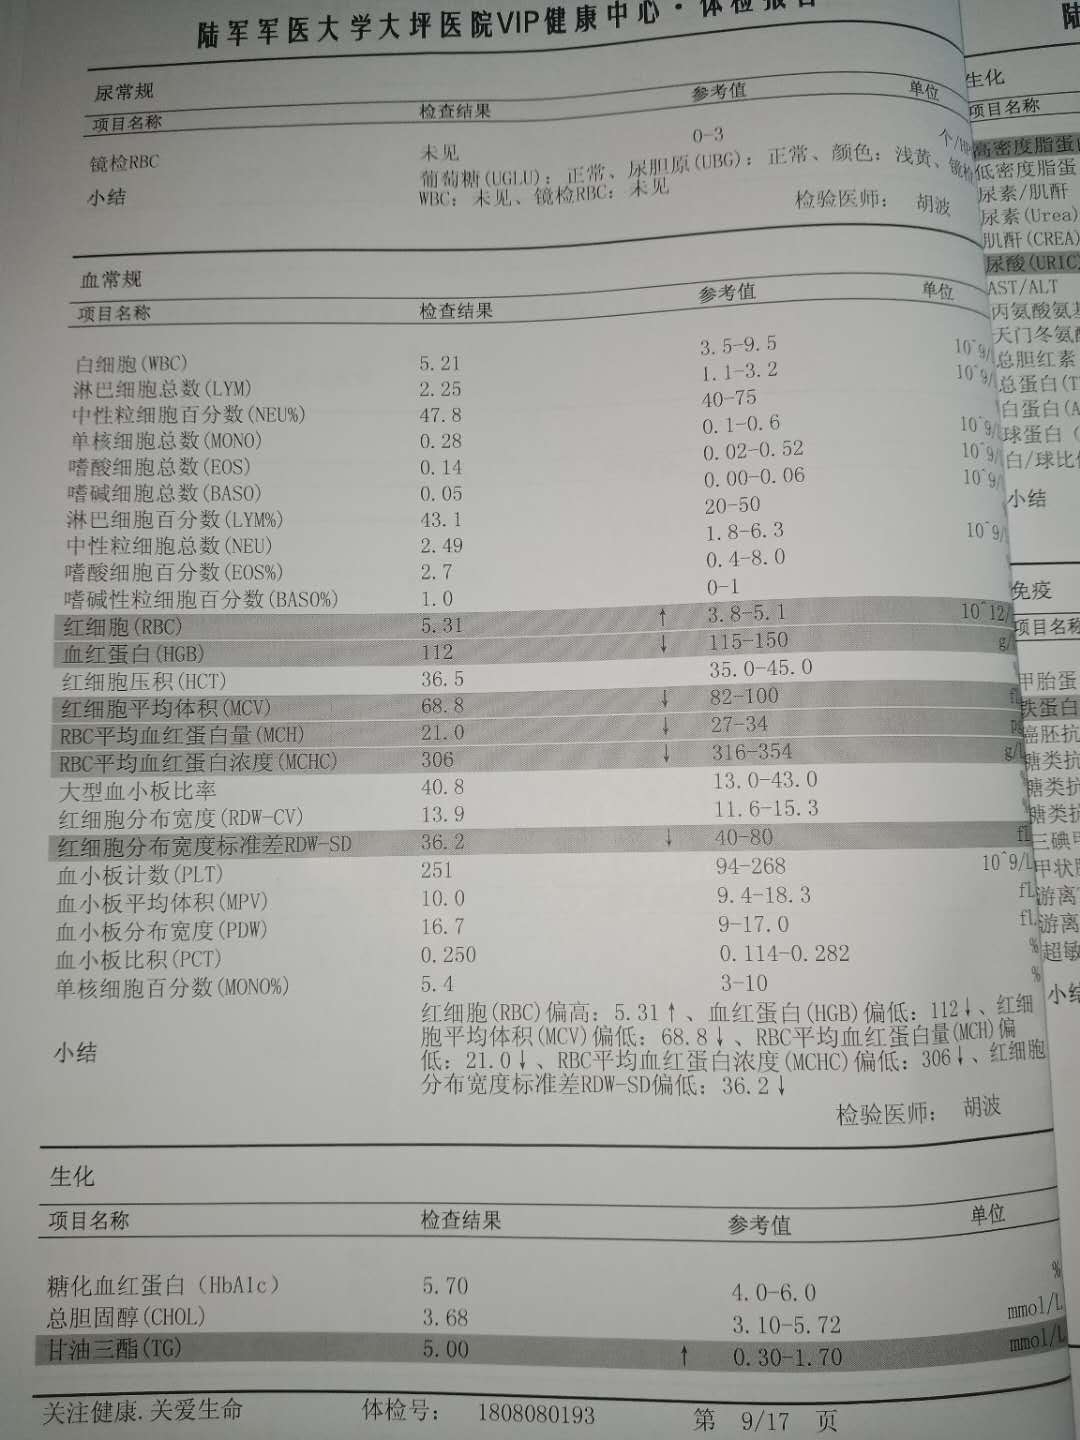 陆军军医大学大坪医院VIP健康中心·体检报告
尿常规
项目名称 检查结果 参考值 单位
镜检RBC 未见 0-3 个/HP
小结 葡萄糖(UGLU): 正常、尿胆原(UBG): 正常、颜色: 浅黄、镜检
WBC: 未见、镜检RBC: 未见
检验医师: 胡波
血常规
项目名称 检查结果 参考值 单位
白细胞(WBC) 5.21 3.5-9.5 10^9/L
淋巴细胞总数(LYM) 2.25 1.1-3.2 10^9/L
中性粒细胞百分数(NEU%) 47.8 40-75
单核细胞总数(MONO) 0.28 0.1-0.6 10^9/L
嗜酸细胞总数(EOS) 0.14 0.02-0.52 10^9/L
嗜碱细胞总数(BASO) 0.05 0.00-0.06 10^9/
淋巴细胞百分数(LYM%) 43.1 20-50
中性粒细胞总数(NEU) 2.49 1.8-6.3 10^9/L
嗜酸细胞百分数(EOS%) 2.7 0.4-8.0
嗜碱性粒细胞百分数(BASO%) 1.0 0-1
红细胞(RBC) 5.31 ↑ 3.8-5.1 10^12/
血红蛋白(HGB) 112 ↓ 115-150 g/L
红细胞压积(HCT) 36.5 35.0-45.0
红细胞平均体积(MCV) 68.8 ↓ 82-100 fL
RBC平均血红蛋白量(MCH) 21.0 ↓ 27-34 pg
RBC平均血红蛋白浓度(MCHC) 306 ↓ 316-354 g/L
大型血小板比率 40.8 13.0-43.0 %
红细胞分布宽度(RDW-CV) 13.9 11.6-15.3 %
红细胞分布宽度标准差RDW-SD 36.2 ↓ 40-80 fL
血小板计数(PLT) 251 94-268 10^9/L
血小板平均体积(MPV) 10.0 9.4-18.3 fL
血小板分布宽度(PDW) 16.7 9-17.0 fL
血小板比积(PCT) 0.250 0.114-0.282 %
单核细胞百分数(MONO%) 5.4 3-10 %
小结 红细胞(RBC)偏高: 5.31↑、血红蛋白(HGB)偏低: 112↓、红细
胞平均体积(MCV)偏低: 68.8↓、RBC平均血红蛋白量(MCH)偏
低: 21.0↓、RBC平均血红蛋白浓度(MCHC)偏低: 306↓、红细胞
分布宽度标准差RDW-SD偏低: 36.2↓
检验医师: 胡波
生化
项目名称 检查结果 参考值 单位
糖化血红蛋白（HbA1c） 5.70 4.0-6.0 %
总胆固醇(CHOL) 3.68 3.10-5.72 mmol/L
甘油三酯(TG) 5.00 ↑ 0.30-1.70 mmol/L
关注健康.关爱生命 体检号: 1808080193 第 9/17 页
陆
生化
项目名称
高密度脂蛋白
低密度脂蛋
尿素/肌酐
尿素(Urea)
肌酐(CREA)
尿酸(URIC)
AST/ALT
丙氨酸氨基
天门冬氨酸
总胆红素
总蛋白(T
白蛋白(A
球蛋白（
白/球比值
小结
免疫
项目名称
甲胎蛋
铁蛋白
癌胚抗
糖类抗
糖类抗
糖类抗
三碘甲
甲状腺
游离
游离
超敏
小结